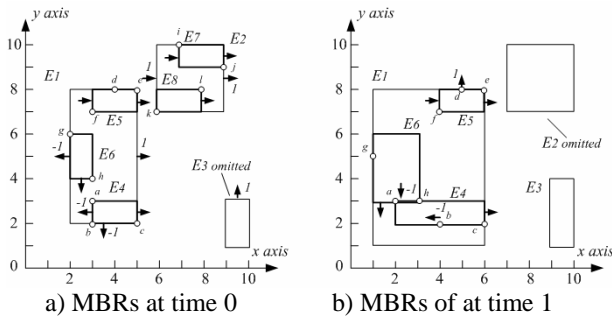 y axis
y axis
10
8
6
4
2
0
2 4 6 8 10
x axis
E1
d e
f
E5
g
-1
E6
h
a
-1
E4
b
-1
c
1
i
E7
E2
j
1
E8
l
k
1
E3 omitted
1
a) MBRs at time 0
10
8
6
4
2
0
2 4 6 8 10
x axis
E1
1
d
e
f
E5
E2 omitted
E6
g
a
-1
h
E4
-1
b
c
E3
b) MBRs of at time 1